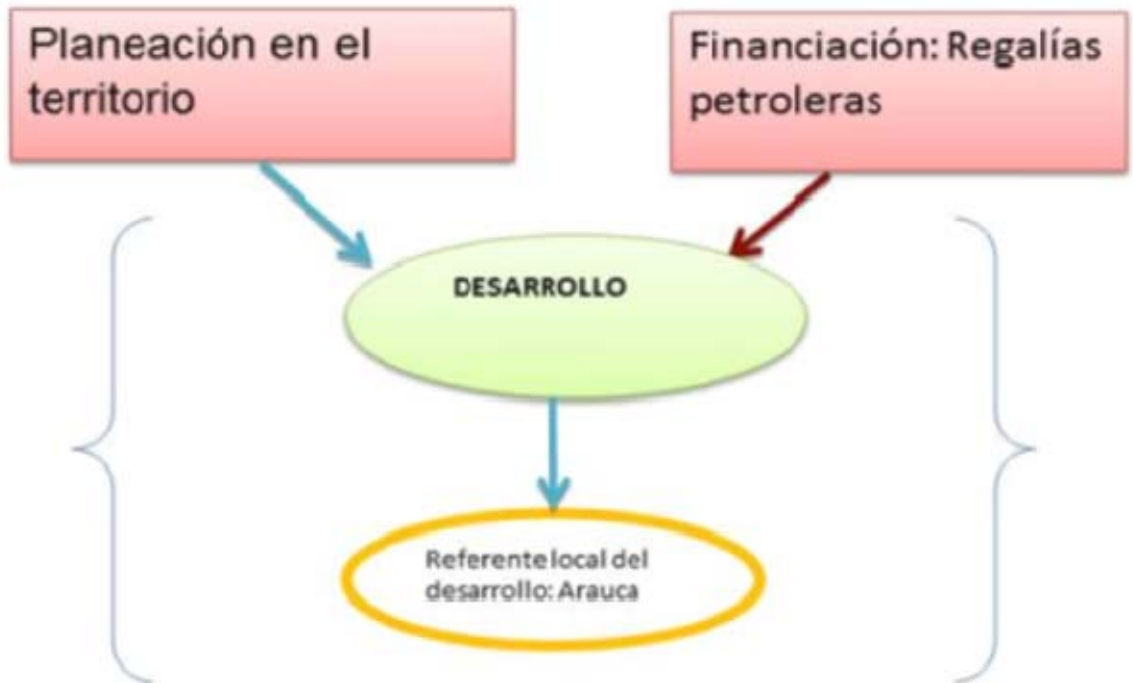 Planeación en el
territorio
Financiación: Regalías
petroleras
DESARROLLO
Referente local del
desarrollo: Arauca